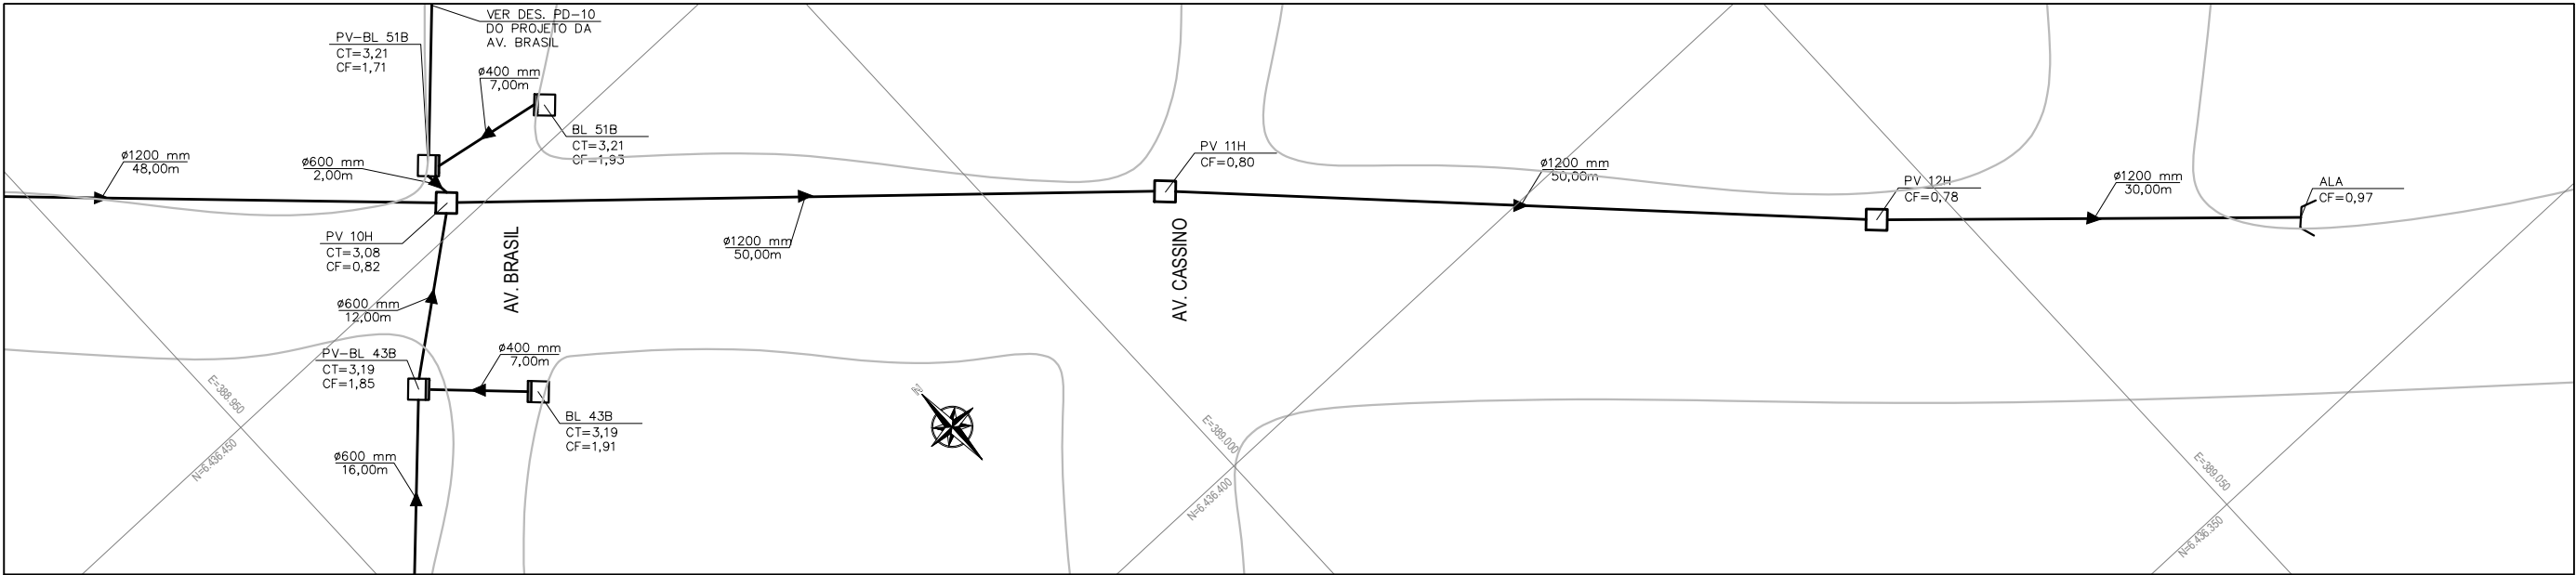 VER DES. PD-10
DO PROJETO DA
AV. BRASIL
PV-BL 51B
CT=3,21
CF=1,71
ø400 mm
7,00m
BL 51B
CT=3,21
CF=1,93
ø1200 mm
48,00m
ø600 mm
2,00m
PV 10H
CT=3,08
CF=0,82
AV. BRASIL
ø1200 mm
50,00m
PV 11H
CF=0,80
AV. CASSINO
ø1200 mm
50,00m
PV 12H
CF=0,78
ø1200 mm
30,00m
ALA
CF=0,97
ø600 mm
12,00m
PV-BL 43B
CT=3,19
CF=1,85
ø400 mm
7,00m
BL 43B
CT=3,19
CF=1,91
ø600 mm
16,00m
E=388.950
N=6.436.450
E=389.000
N=6.436.400
E=389.050
N=6.436.350